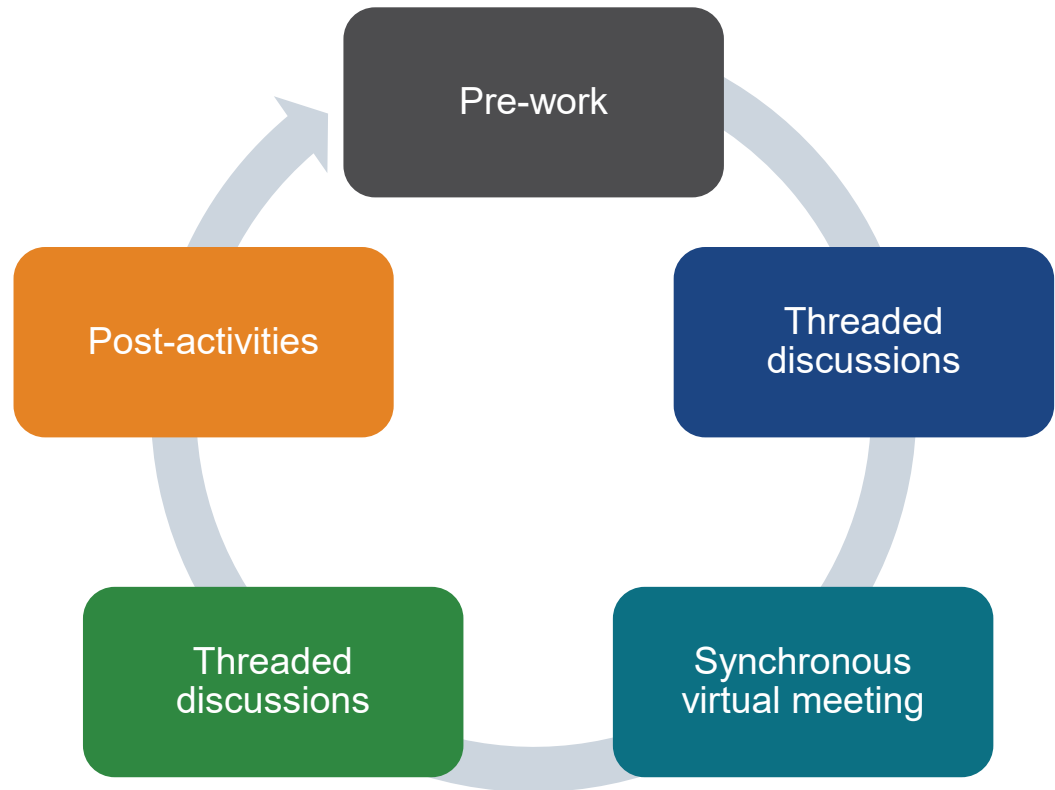 Pre-work
Threaded
discussions
Synchronous
virtual meeting
Threaded
discussions
Post-activities